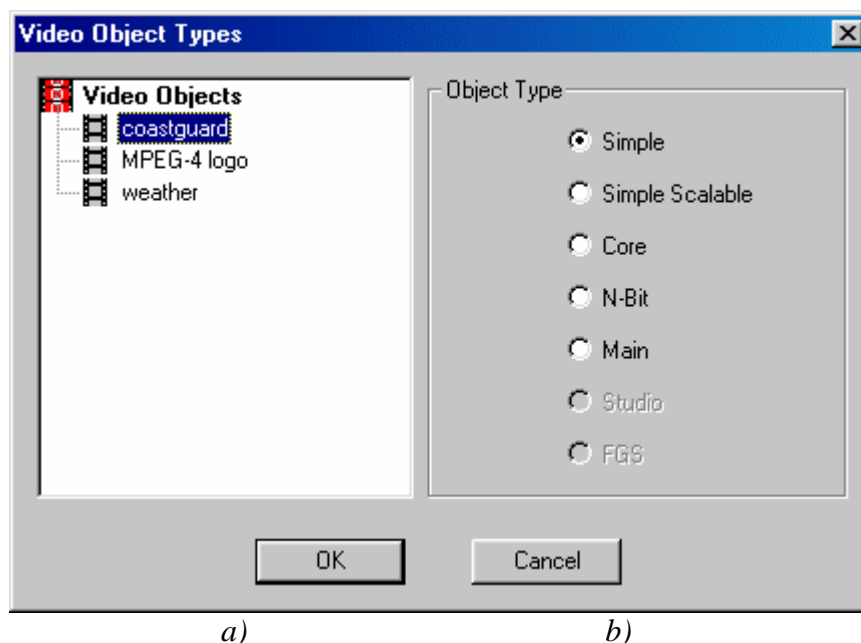 Video Object Types
Video Objects
coastguard
MPEG-4 logo
weather
Object Type
Simple
Simple Scalable
Core
N-Bit
Main
Studio
FGS
OK Cancel
a) b)